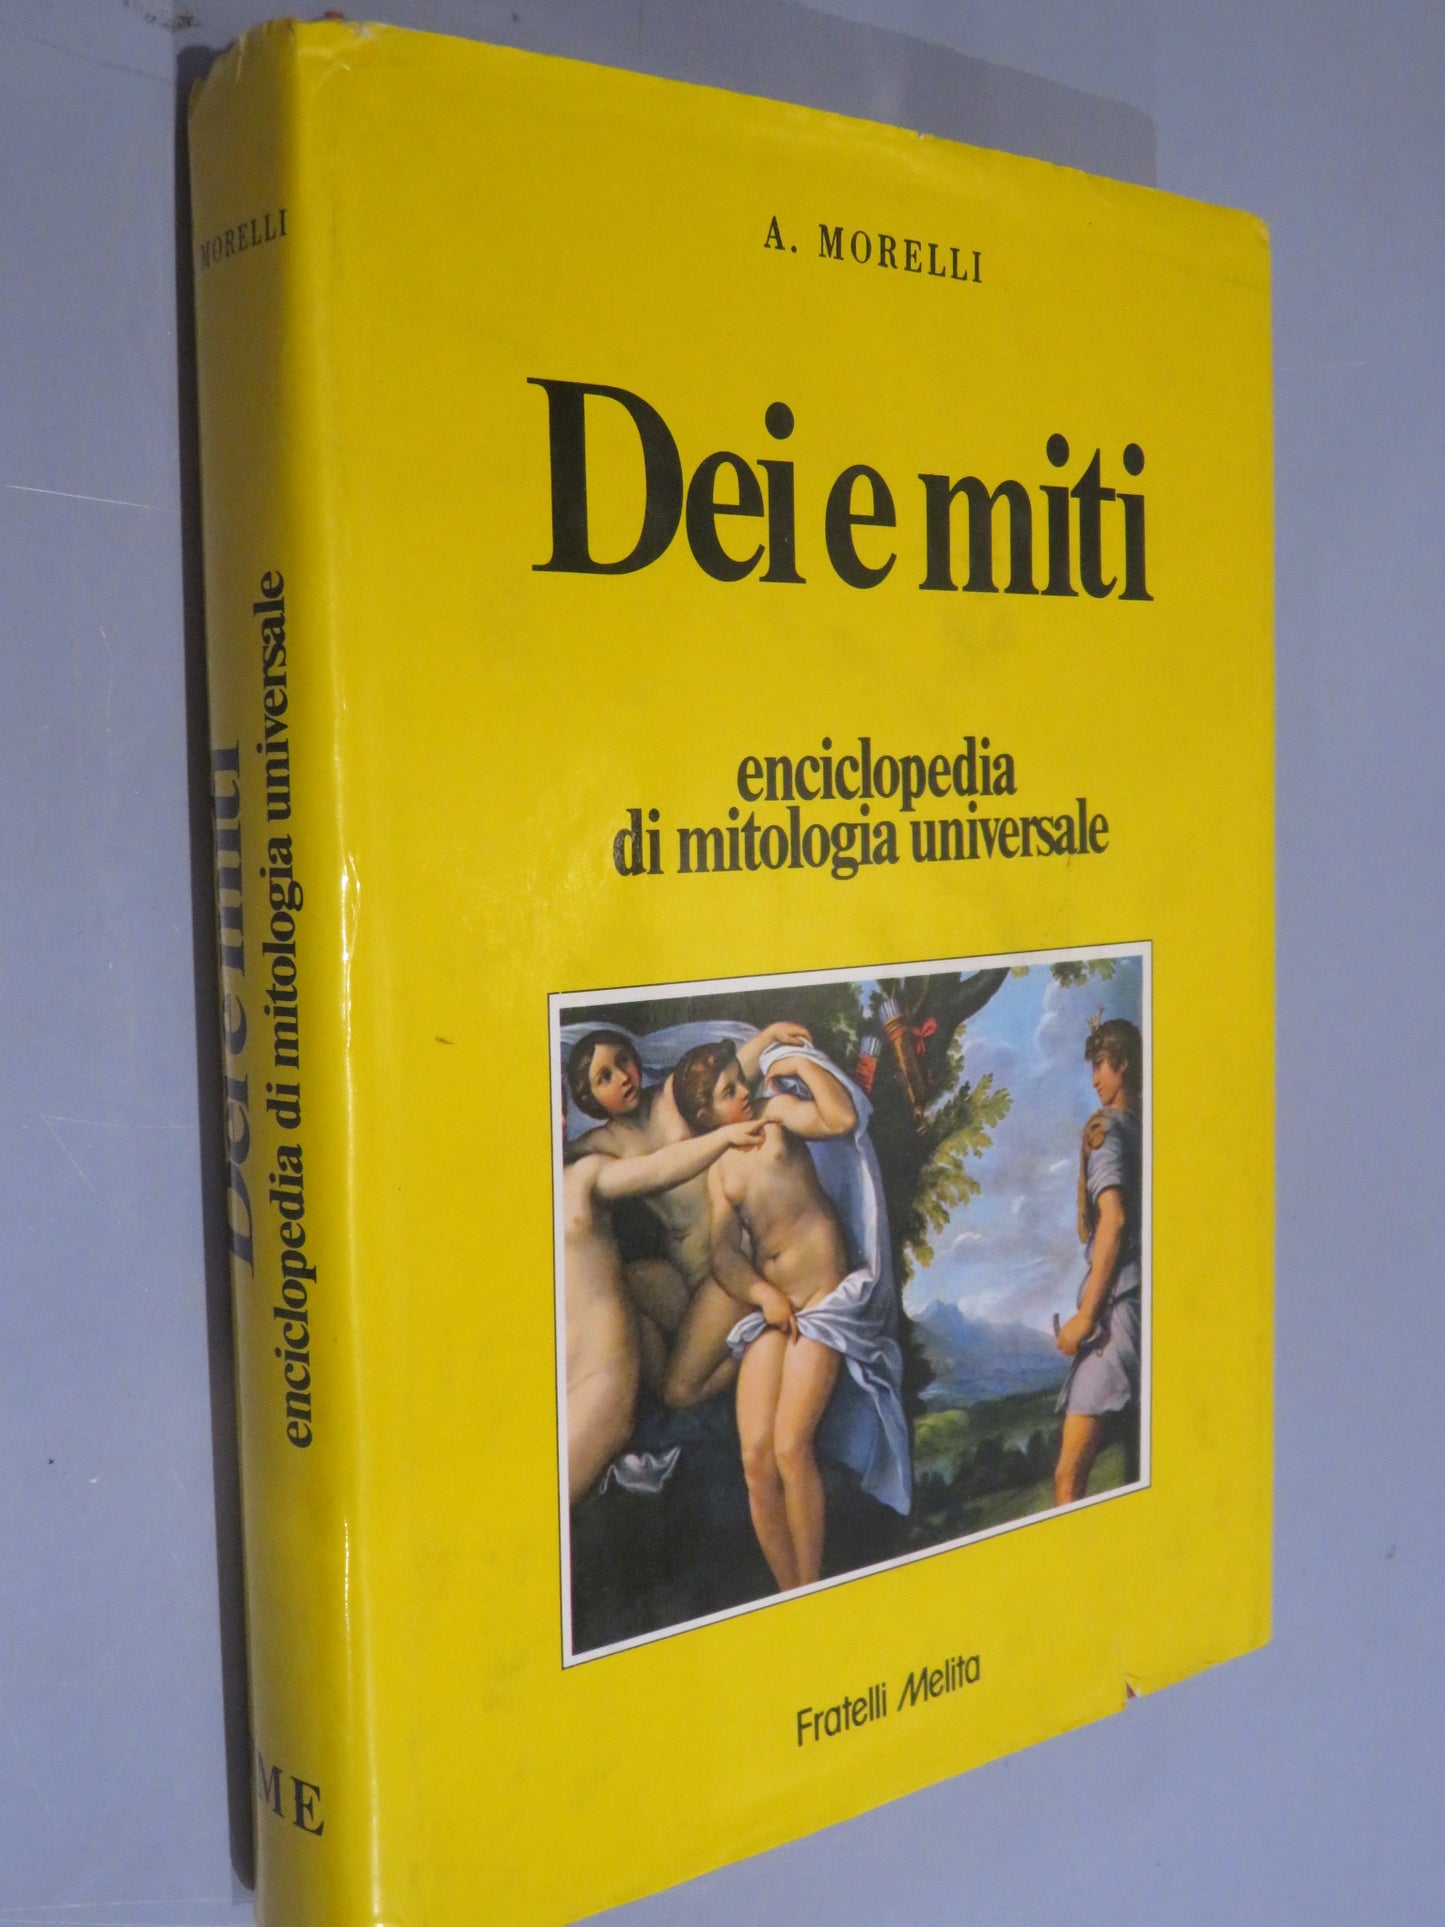 A. MORELLI
Dei e miti
enciclopedia
di mitologia universale
Fratelli Melita
MORELLI
Dei e miti
enciclopedia di mitologia universale
ME